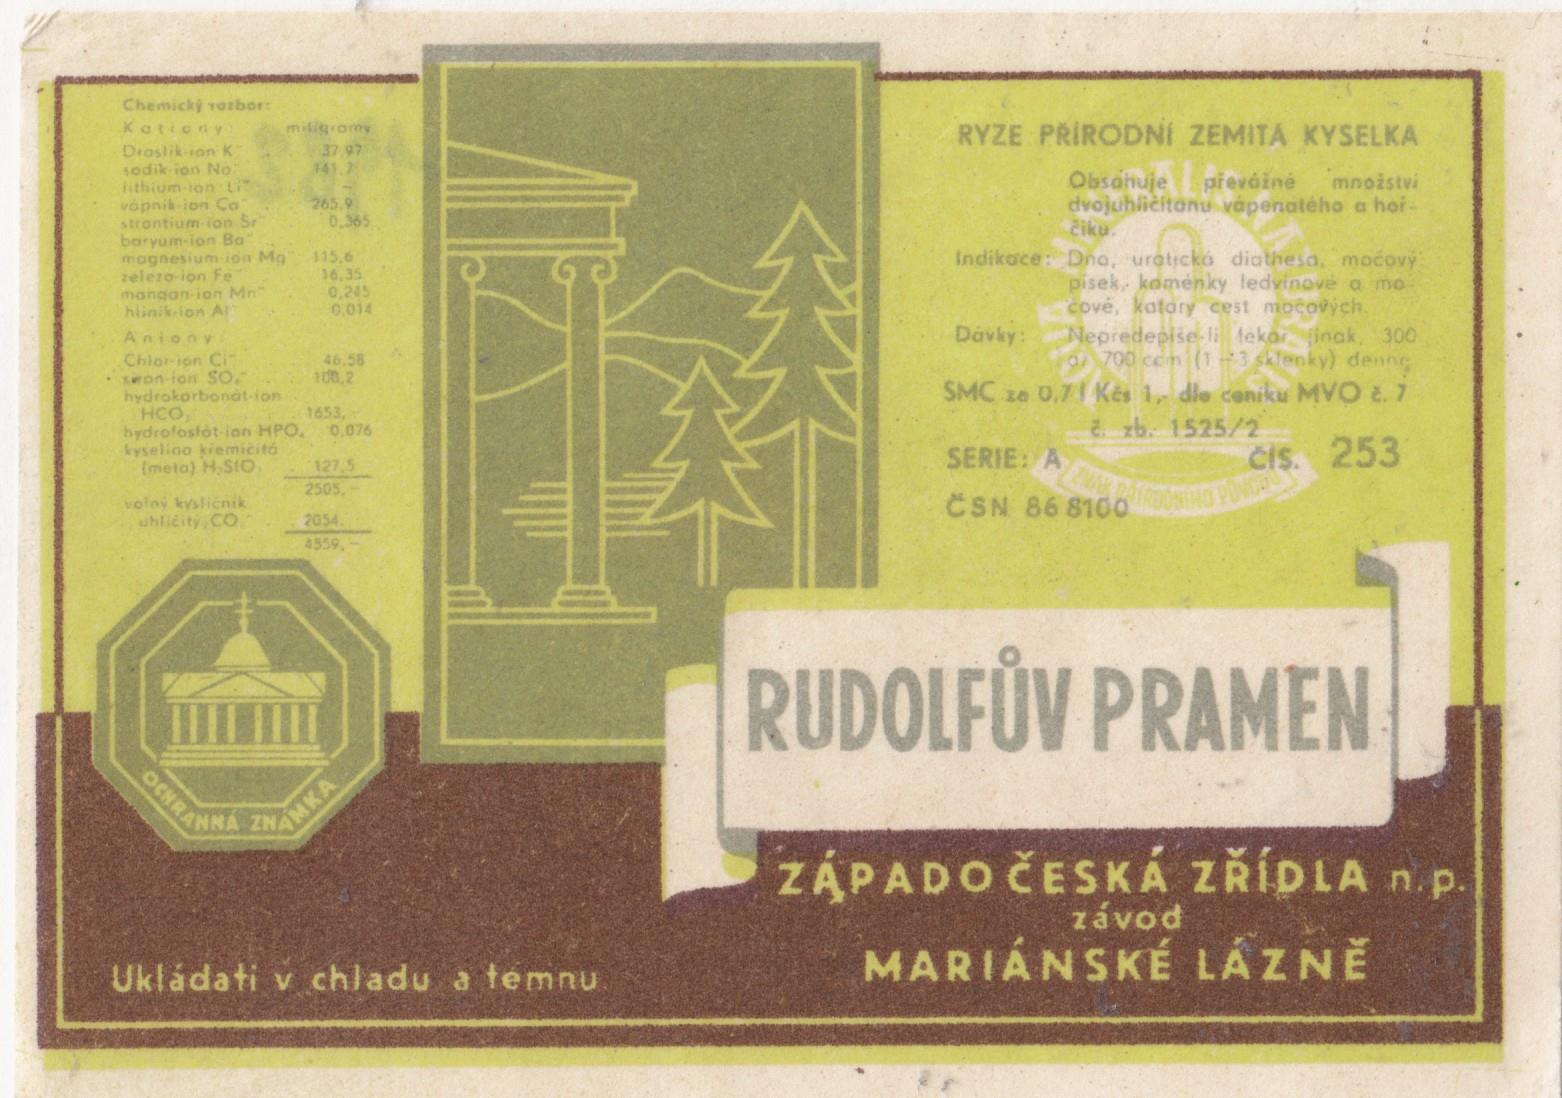 Chemický rozbor:
Kationy: miligramy
Draslík-ion K· 37,97
sodík-ion Na· 141,7
lithium-ion Li· –
vápník-ion Ca·· 265,9
strontium-ion Sr·· 0,365
baryum-ion Ba··
magnesium-ion Mg·· 115,6
železo-ion Fe·· 16,35
mangan-ion Mn·· 0,245
hliník-ion Al 0,014
Aniony:
Chlor-ion Cl 46,58
síran-ion SO₄ 100,2
hydrokarbonát-ion
HCO₃ 1653,–
hydrofosfát-ion HPO₄ 0,076
kyselina křemičitá
(meta) H₂SIO₃ 127,5
2505,–
volný kysličník
uhličitý CO₂ 2054,
4559,–
OCHRANNÁ ZNÁMKA
Ukládati v chladu a temnu
RYZE PŘÍRODNÍ ZEMITÁ KYSELKA
Obsahuje převážně množství
dvojuhličitanu vápenatého a hoř-
číku.
Indikace: Dna, uratická diathesa, močový
písek, kaménky ledvinové a mo-
čové, katary cest močových.
Dávky: Nepředepíše-li lékař jinak, 300
až 700 ccm (1–3 sklenky) denně
SMC za 0,7 l Kčs 1,- dle ceníku MVO č. 7
č. zb. 1525/2
SERIE: A ČÍS. 253
ČSN 86 8100
ZNAK PŘÍRODNÍHO PŮVODU
RUDOLFŮV PRAMEN
ZÁPADOČESKÁ ZŘÍDLA n. p.
závod
MARIÁNSKÉ LÁZNĚ